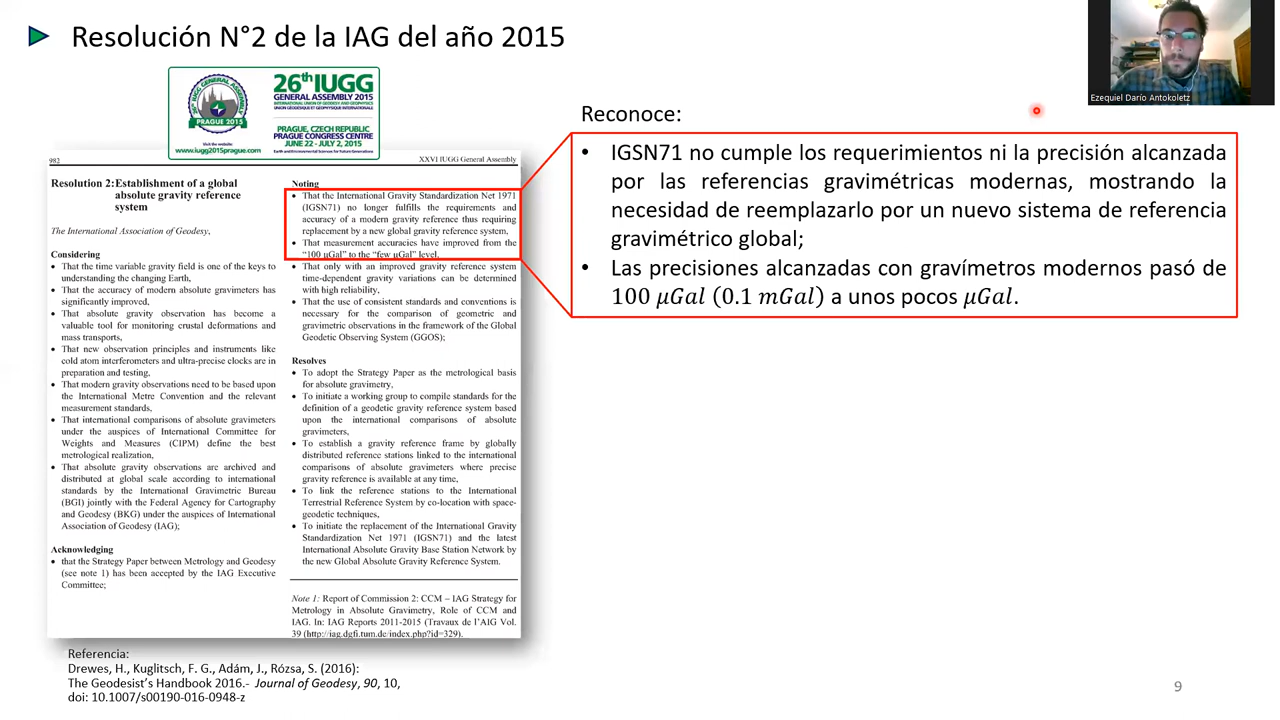 Resolución N°2 de la IAG del año 2015
Ezequiel Darío Antokoletz
26th IUGG
GENERAL ASSEMBLY 2015
INTERNATIONAL UNION OF GEODESY AND GEOPHYSICS
UNION GEODESIQUE ET GEOPHYSIQUE INTERNATIONALE
PRAGUE, CZECH REPUBLIC
PRAGUE CONGRESS CENTRE
JUNE 22 - JULY 2, 2015
Earth and Environmental Sciences for Future Generations
IUGG GENERAL ASSEMBLY
PRAGUE 2015
Visit the website:
www.iugg2015prague.com
982
XXVI IUGG General Assembly
Resolution 2: Establishment of a global
absolute gravity reference
system
The International Association of Geodesy,
Considering
• That the time variable gravity field is one of the keys to
understanding the changing Earth,
• That the accuracy of modern absolute gravimeters has
significantly improved,
• That absolute gravity observation has become a
valuable tool for monitoring crustal deformations and
mass transports,
• That new observation principles and instruments like
cold atom interferometers and ultra-precise clocks are in
preparation and testing,
• That modern gravity observations need to be based upon
the International Metre Convention and the relevant
measurement standards,
• That international comparisons of absolute gravimeters
under the auspices of International Committee for
Weights and Measures (CIPM) define the best
metrological realization,
• That absolute gravity observations are archived and
distributed at global scale according to international
standards by the International Gravimetric Bureau
(BGI) jointly with the Federal Agency for Cartography
and Geodesy (BKG) under the auspices of International
Association of Geodesy (IAG);
Acknowledging
• that the Strategy Paper between Metrology and Geodesy
(see note 1) has been accepted by the IAG Executive
Committee;
Noting
• That the International Gravity Standardization Net 1971
(IGSN71) no longer fulfills the requirements and
accuracy of a modern gravity reference thus requiring
replacement by a new global gravity reference system,
• That measurement accuracies have improved from the
“100 µGal” to the “few µGal” level,
• That only with an improved gravity reference system
time-dependent gravity variations can be determined
with high reliability,
• That the use of consistent standards and conventions is
necessary for the comparison of geometric and
gravimetric observations in the framework of the Global
Geodetic Observing System (GGOS);
Resolves
• To adopt the Strategy Paper as the metrological basis
for absolute gravimetry,
• To initiate a working group to compile standards for the
definition of a geodetic gravity reference system based
upon the international comparisons of absolute
gravimeters,
• To establish a gravity reference frame by globally
distributed reference stations linked to the international
comparisons of absolute gravimeters where precise
gravity reference is available at any time,
• To link the reference stations to the International
Terrestrial Reference System by co-location with space-
geodetic techniques,
• To initiate the replacement of the International Gravity
Standardization Net 1971 (IGSN71) and the latest
International Absolute Gravity Base Station Network by
the new Global Absolute Gravity Reference System.
Note 1: Report of Commission 2: CCM – IAG Strategy for
Metrology in Absolute Gravimetry, Role of CCM and
IAG. In: IAG Reports 2011-2015 (Travaux de l’AIG Vol.
39 (http://iag.dgfi.tum.de/index.php?id=329).
Reconoce:
• IGSN71 no cumple los requerimientos ni la precisión alcanzada
por las referencias gravimétricas modernas, mostrando la
necesidad de reemplazarlo por un nuevo sistema de referencia
gravimétrico global;
• Las precisiones alcanzadas con gravímetros modernos pasó de
100 µGal (0.1 mGal) a unos pocos µGal.
Referencia:
Drewes, H., Kuglitsch, F. G., Adám, J., Rózsa, S. (2016):
The Geodesist’s Handbook 2016.- Journal of Geodesy, 90, 10,
doi: 10.1007/s00190-016-0948-z
9